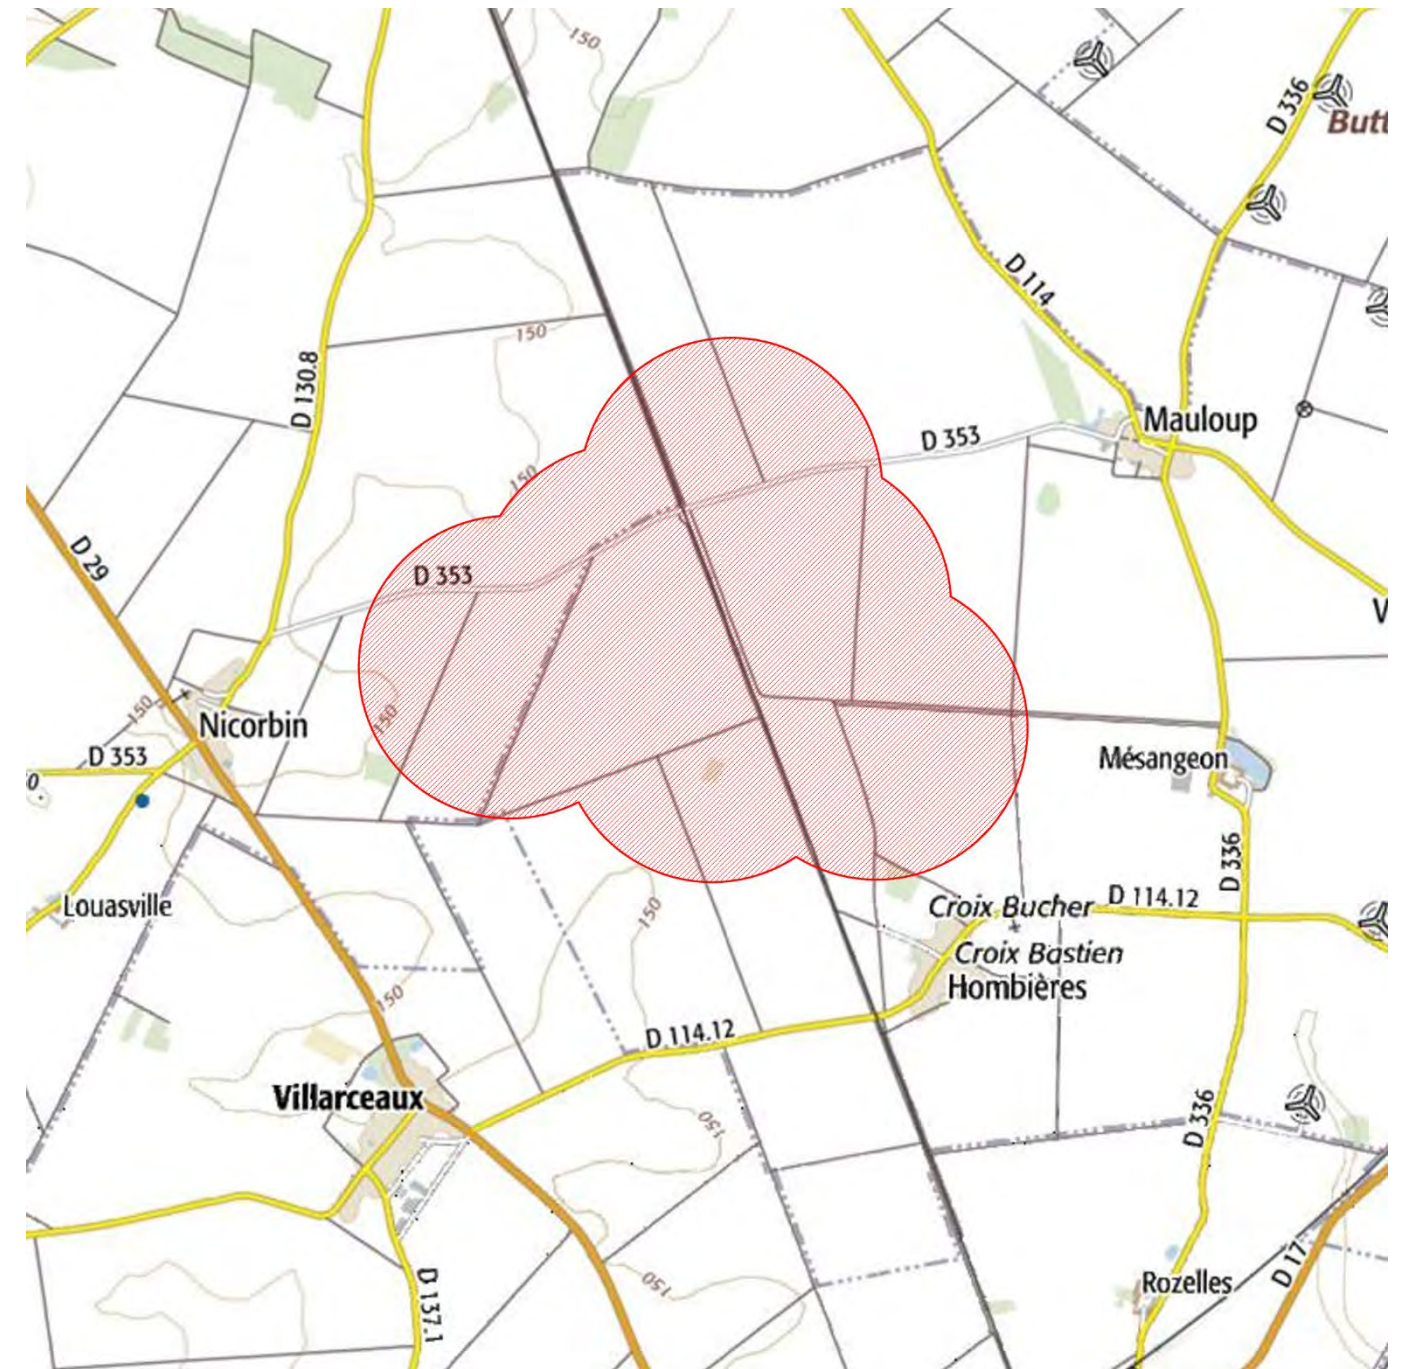 150
D 336
Butt
D 114
150
D 130.8
Mauloup
D 353
150
D 29
D 353
V
150
150
Nicorbin
D 353
Mésangeon
0
D 336
Louasville
150
Croix Bucher
D 114.12
Croix Bastien
Hombières
150
D 114.12
Villarceaux
150
D 336
D 17
150
Rozelles
D 137.1